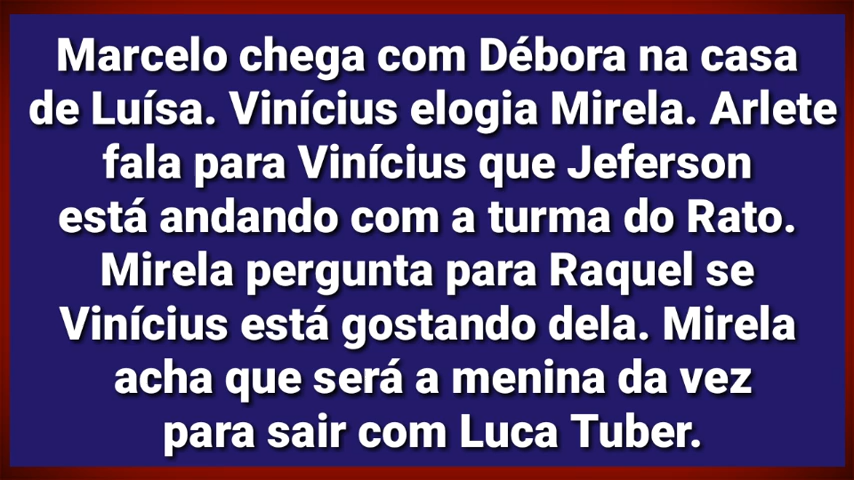 Marcelo chega com Débora na casa
de Luísa. Vinícius elogia Mirela. Arlete
fala para Vinícius que Jeferson
está andando com a turma do Rato.
Mirela pergunta para Raquel se
Vinícius está gostando dela. Mirela
acha que será a menina da vez
para sair com Luca Tuber.